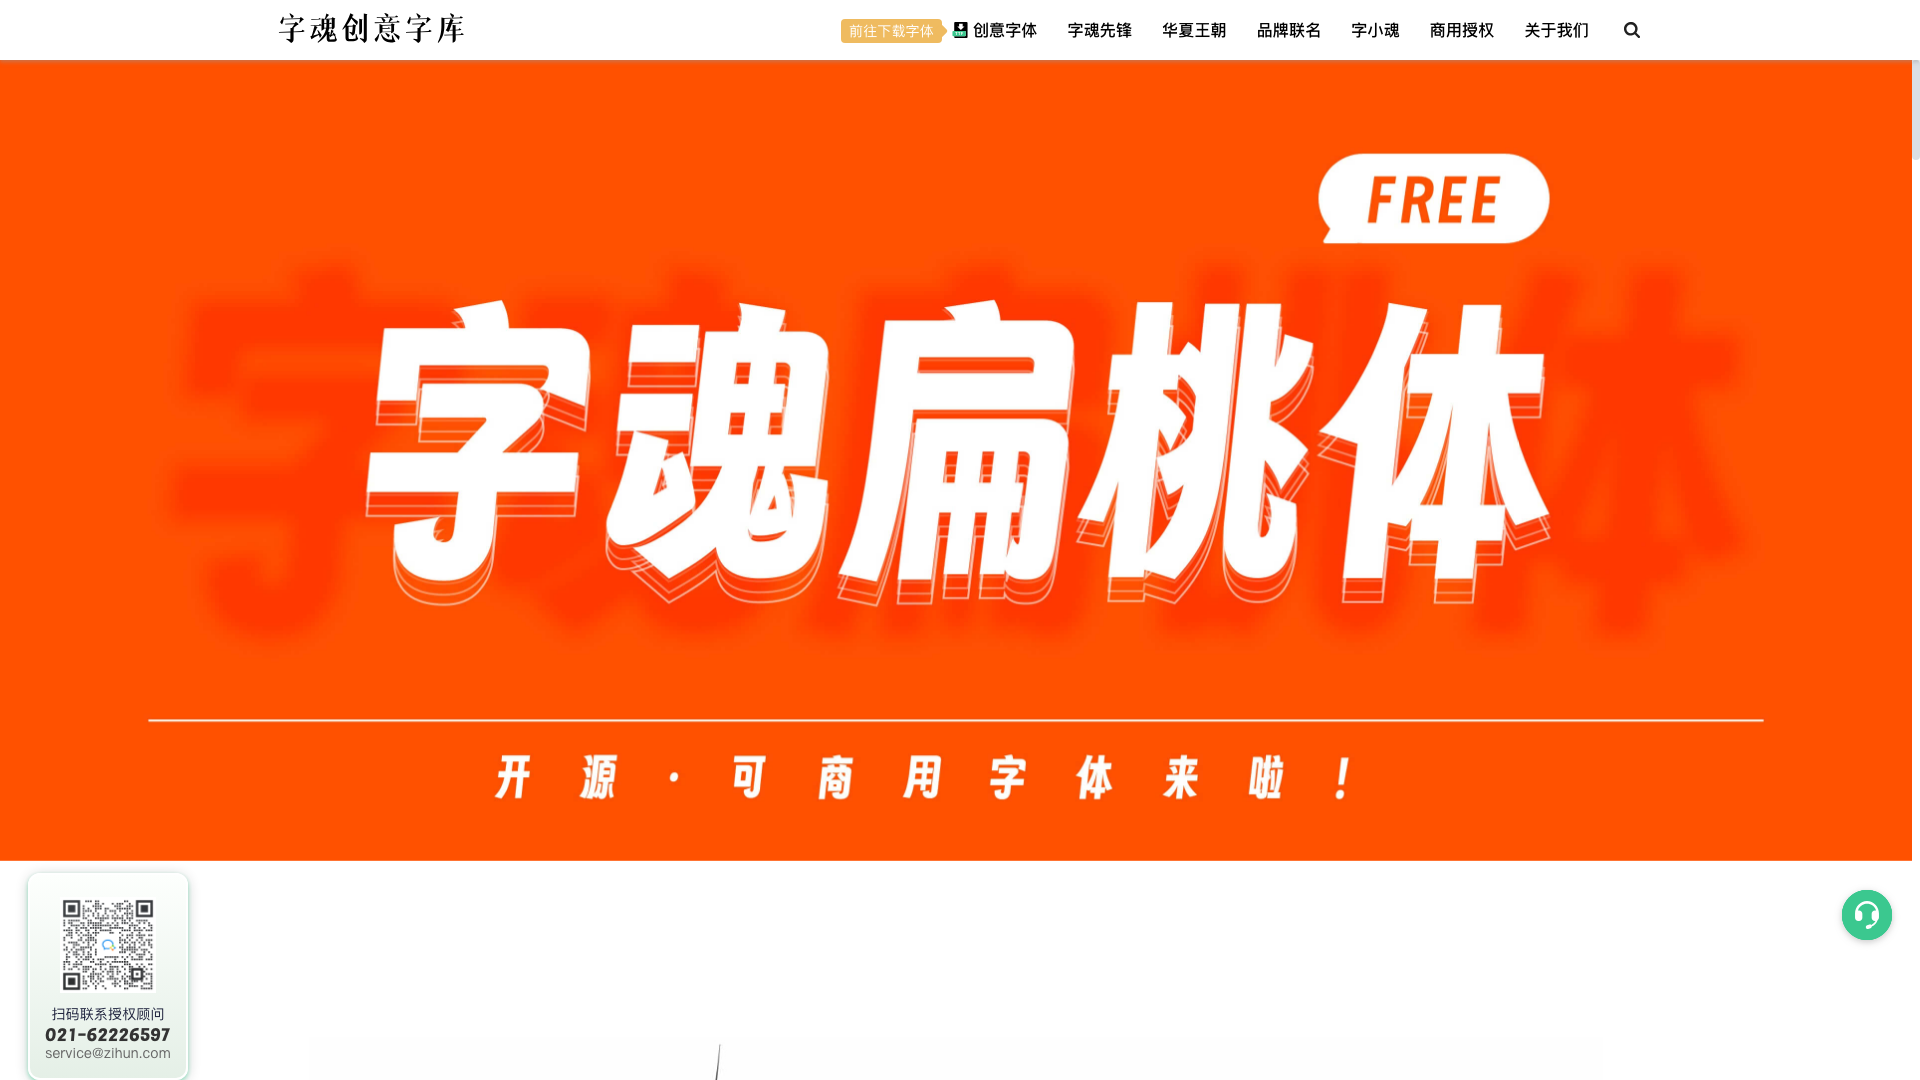 字魂创意字库
前往下载字体 创意字体 字魂先锋 华夏王朝 品牌联名 字小魂 商用授权 关于我们
FREE
字魂扁桃体
开源·可商用字体来啦!
扫码联系授权顾问
021-62226597
service@zihun.com